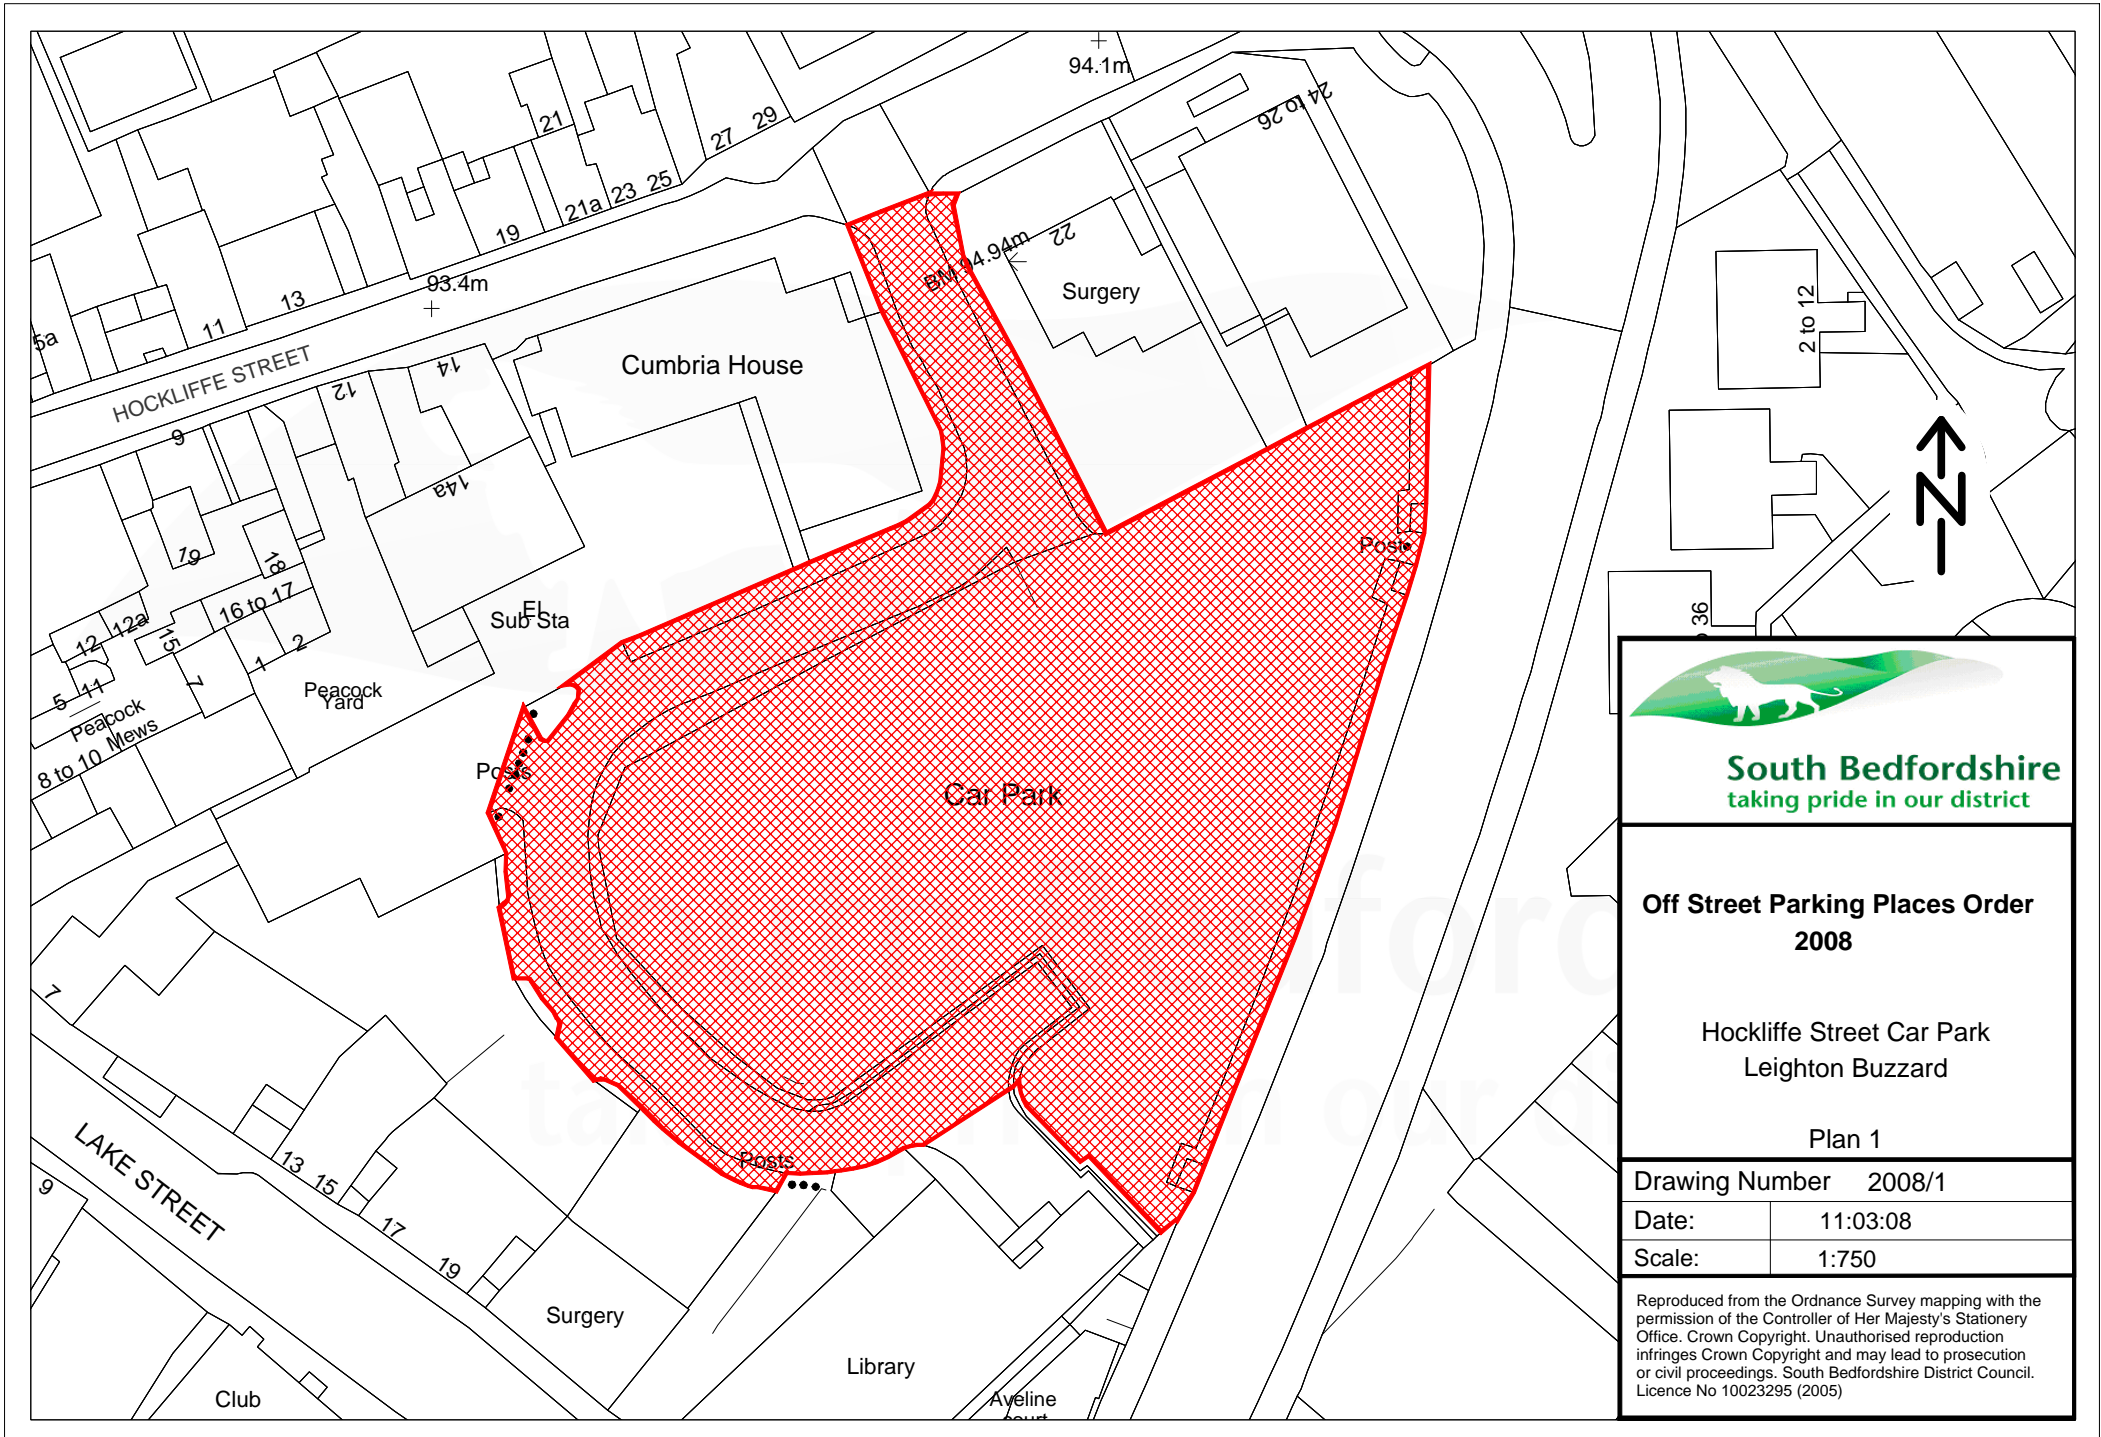 94.1m
24 to 26
21
27
29
21a
23
25
19
22
BM 94.94m
Surgery
93.4m
13
11
5a
HOCKLIFFE STREET
Cumbria House
14
12
9
14a
2 to 12
19
18
16 to 17
El
Sub Sta
12
12a
15
7
1
2
5
11
Peacock
Yard
Peacock
Mews
8 to 10
Posts
Post
36
Car Park
7
LAKE STREET
9
13
15
17
19
Posts
Surgery
Library
Club
Aveline
court
N
South Bedfordshire
taking pride in our district
Off Street Parking Places Order
2008
Hockliffe Street Car Park
Leighton Buzzard
Plan 1
Drawing Number 2008/1
Date: 11:03:08
Scale: 1:750
Reproduced from the Ordnance Survey mapping with the
permission of the Controller of Her Majesty's Stationery
Office. Crown Copyright. Unauthorised reproduction
infringes Crown Copyright and may lead to prosecution
or civil proceedings. South Bedfordshire District Council.
Licence No 10023295 (2005)